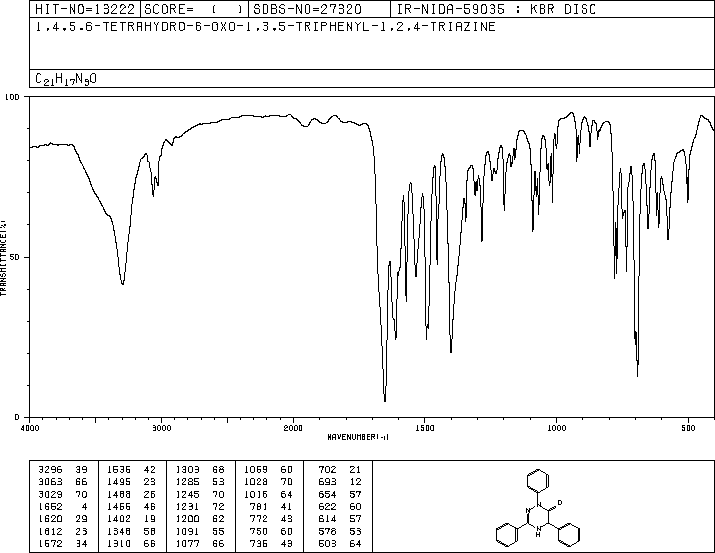 HIT-NO=13222 SCORE= ( ) SDBS-NO=27320 IR-NIDA-59035 : KBR DISC
1,4,5,6-TETRAHYDRO-6-OXO-1,3,5-TRIPHENYL-1,2,4-TRIAZINE
C21H17N3O
100
50
0
TRANSMITTANCE(%)
4000 3000 2000 1500 1000 500
WAVENUMBER(-1)
3296 39 1536 42 1303 68 1069 60 702 21
3063 66 1495 23 1285 53 1028 70 693 12
3029 70 1488 26 1245 70 1016 64 654 57
1652 4 1456 46 1231 72 781 41 622 60
1620 29 1402 19 1200 62 772 43 614 57
1612 23 1348 58 1091 55 750 60 578 53
1572 34 1310 66 1077 66 736 43 503 64
N
N
O
N
H